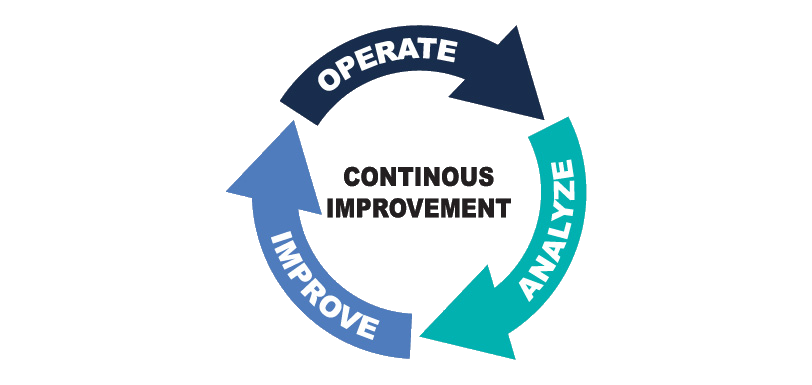 OPERATE
ANALYZE
IMPROVE
CONTINOUS
IMPROVEMENT